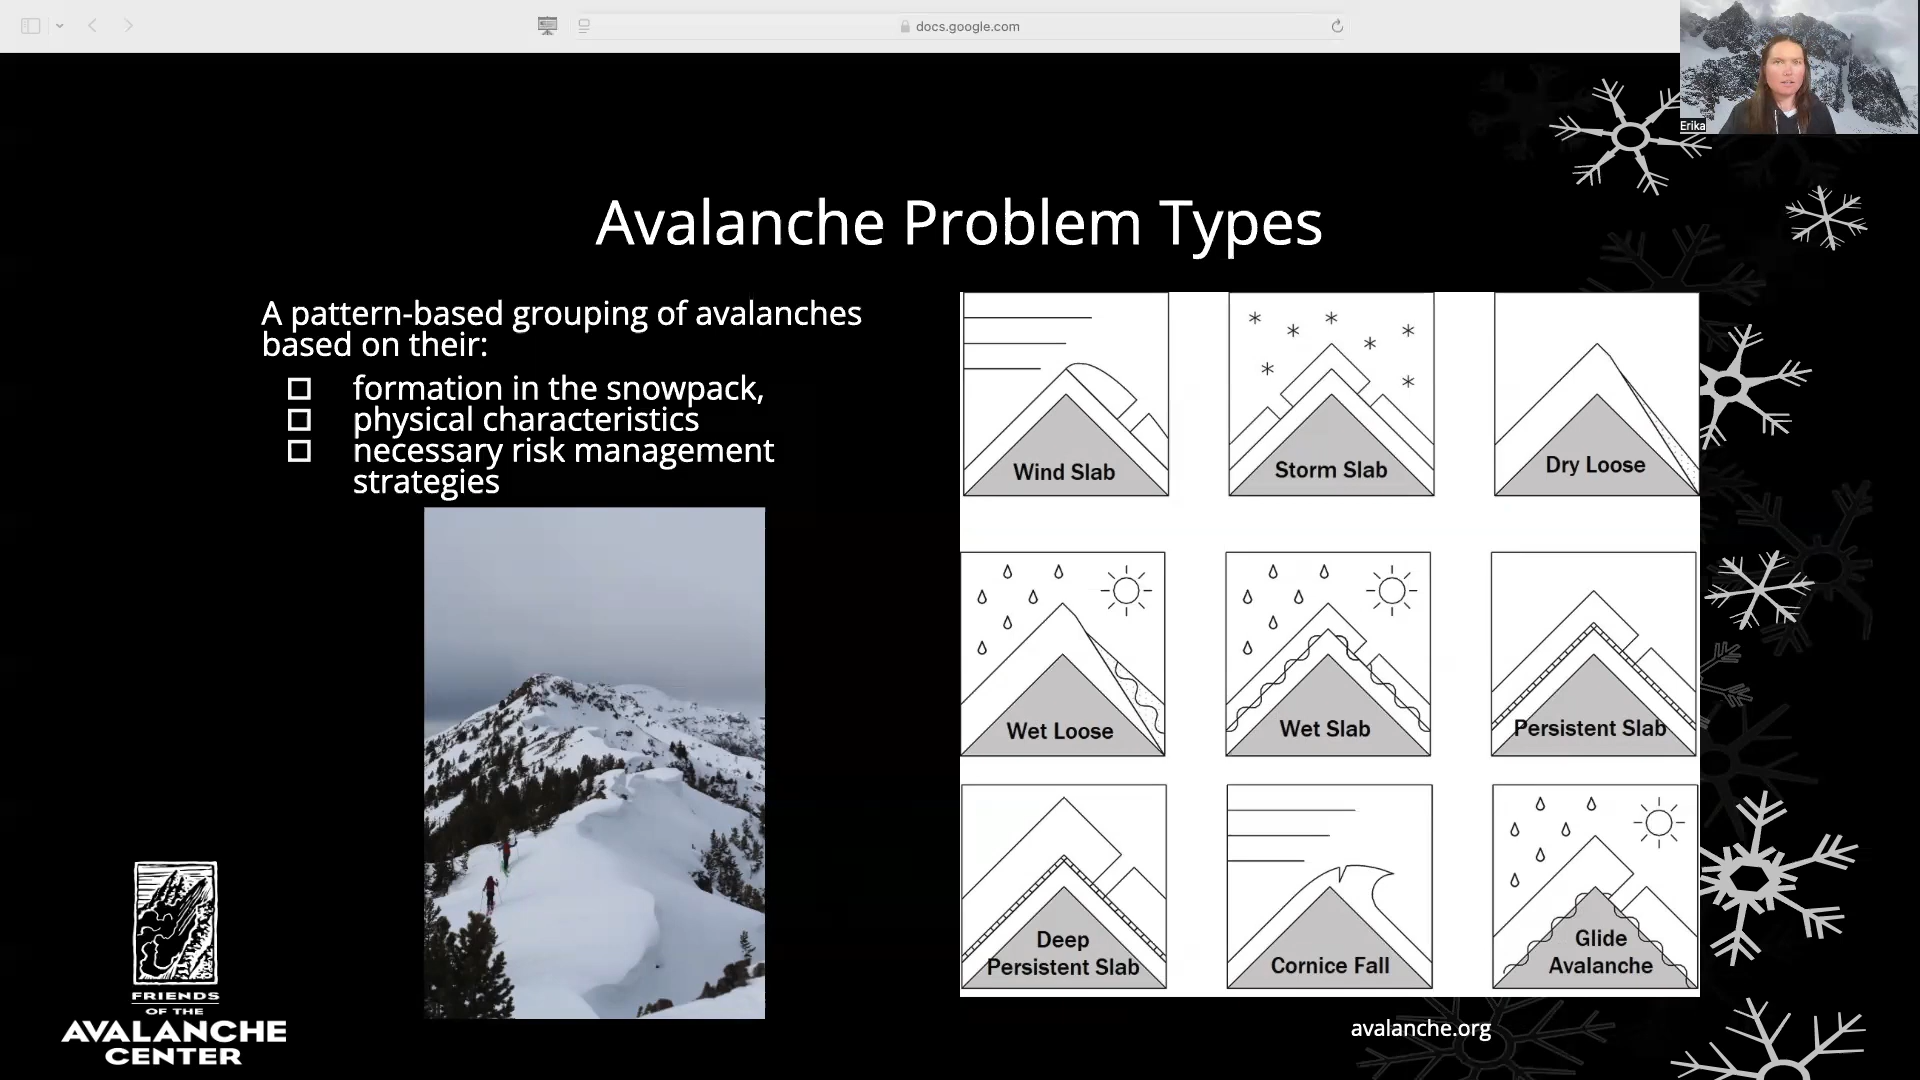 docs.google.com
Erika
Avalanche Problem Types
A pattern-based grouping of avalanches
based on their:
formation in the snowpack,
physical characteristics
necessary risk management
strategies
Wind Slab
Storm Slab
Dry Loose
Wet Loose
Wet Slab
Persistent Slab
Deep
Persistent Slab
Cornice Fall
Glide
Avalanche
FRIENDS
OF THE
AVALANCHE
CENTER
avalanche.org